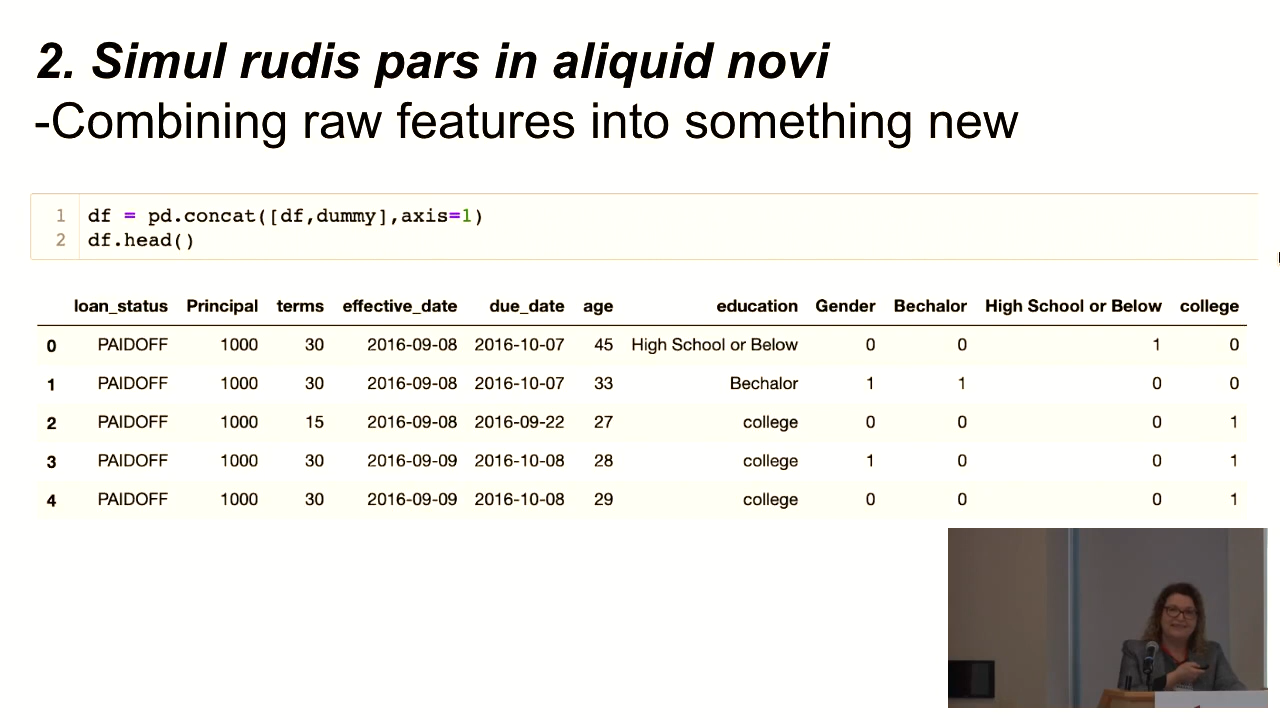 2. Simul rudis pars in aliquid novi
-Combining raw features into something new
1 df = pd.concat([df,dummy],axis=1)
2 df.head()
loan_status Principal terms effective_date due_date age education Gender Bechalor High School or Below college
0 PAIDOFF 1000 30 2016-09-08 2016-10-07 45 High School or Below 0 0 1 0
1 PAIDOFF 1000 30 2016-09-08 2016-10-07 33 Bechalor 1 1 0 0
2 PAIDOFF 1000 15 2016-09-08 2016-09-22 27 college 0 0 0 1
3 PAIDOFF 1000 30 2016-09-09 2016-10-08 28 college 1 0 0 1
4 PAIDOFF 1000 30 2016-09-09 2016-10-08 29 college 0 0 0 1